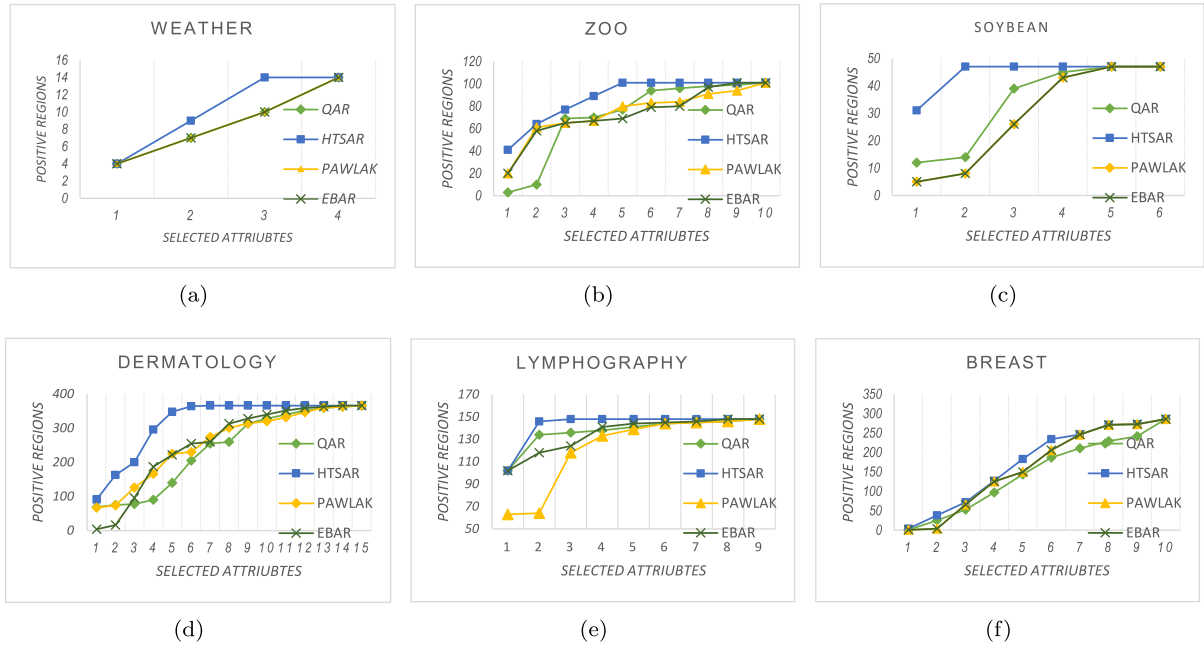 WEATHER
POSITIVE REGIONS
16
14
12
10
8
6
4
2
0
1 2 3 4
SELECTED ATTRIUBTES
QAR
HTSAR
PAWLAK
EBAR
(a)
ZOO
POSITIVE REGIONS
120
100
80
60
40
20
0
1 2 3 4 5 6 7 8 9 10
SELECTED ATTRIUBTES
QAR
HTSAR
PAWLAK
EBAR
(b)
SOYBEAN
POSITIVE REGIONS
50
40
30
20
10
0
1 2 3 4 5 6
SELECTED ATTRIUBTES
QAR
HTSAR
PAWLAK
EBAR
(c)
DERMATOLOGY
POSITIVE REGIONS
400
300
200
100
0
1 2 3 4 5 6 7 8 9 10 11 12 13 14 15
SELECTED ATTRIUBTES
QAR
HTSAR
PAWLAK
EBAR
(d)
LYMPHOGRAPHY
POSITIVE REGIONS
170
150
130
110
90
70
50
1 2 3 4 5 6 7 8 9
SELECTED ATTRIUBTES
QAR
HTSAR
PAWLAK
EBAR
(e)
BREAST
POSITIVE REGIONS
350
300
250
200
150
100
50
0
1 2 3 4 5 6 7 8 9 10
SELECTED ATTRIUBTES
QAR
HTSAR
PAWLAK
EBAR
(f)